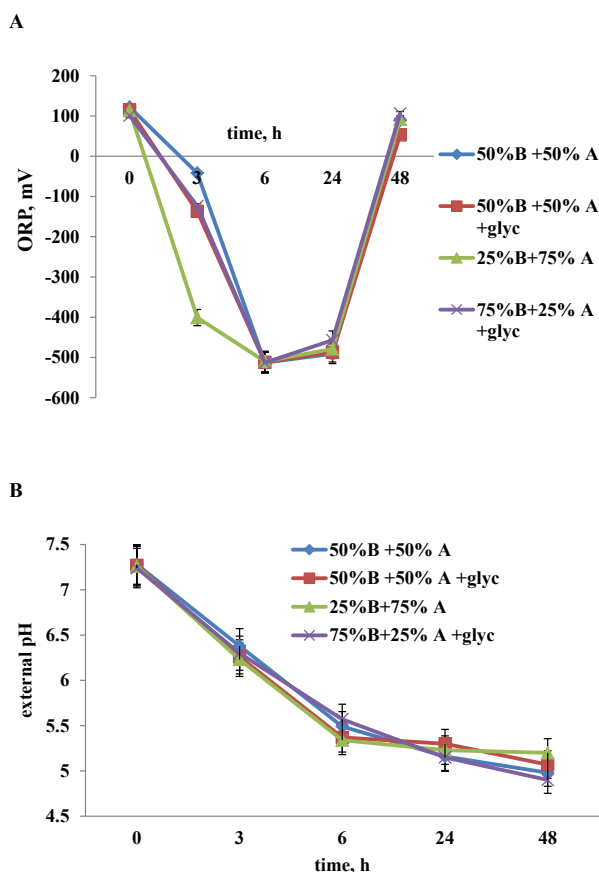 A
200
100
0
-100
-200
-300
-400
-500
-600
ORP, mV
time, h
0
3
6
24
48
50%B +50% A
50%B +50% A
+glyc
25%B+75% A
75%B+25% A
+glyc
B
7.5
7
6.5
6
5.5
5
4.5
external pH
50%B +50% A
50%B +50% A +glyc
25%B+75% A
75%B+25% A +glyc
0
3
6
24
48
time, h